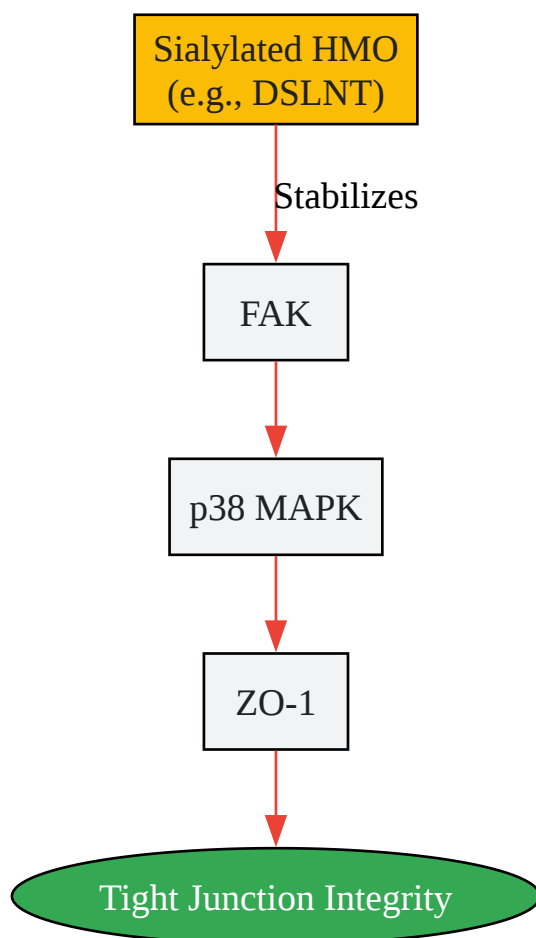 Sialylated HMO
(e.g., DSLNT)
Stabilizes
FAK
p38 MAPK
ZO-1
Tight Junction Integrity